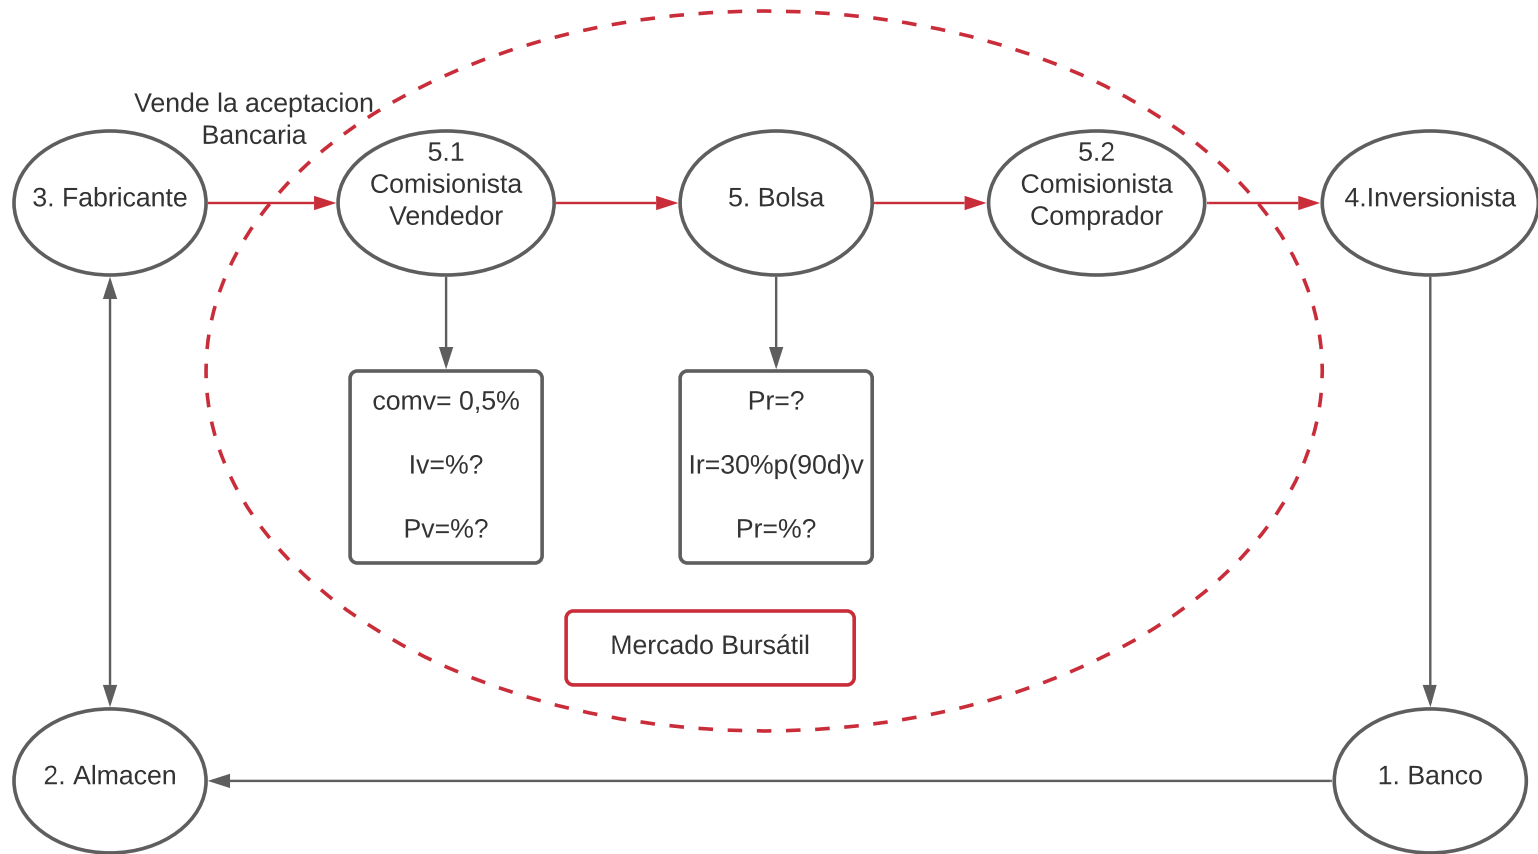 Vende la aceptacion
Bancaria
3. Fabricante
5.1
Comisionista
Vendedor
5. Bolsa
5.2
Comisionista
Comprador
4.Inversionista
comv= 0,5%
Iv=%?
Pv=%?
Pr=?
Ir=30%p(90d)v
Pr=%?
Mercado Bursátil
2. Almacen
1. Banco